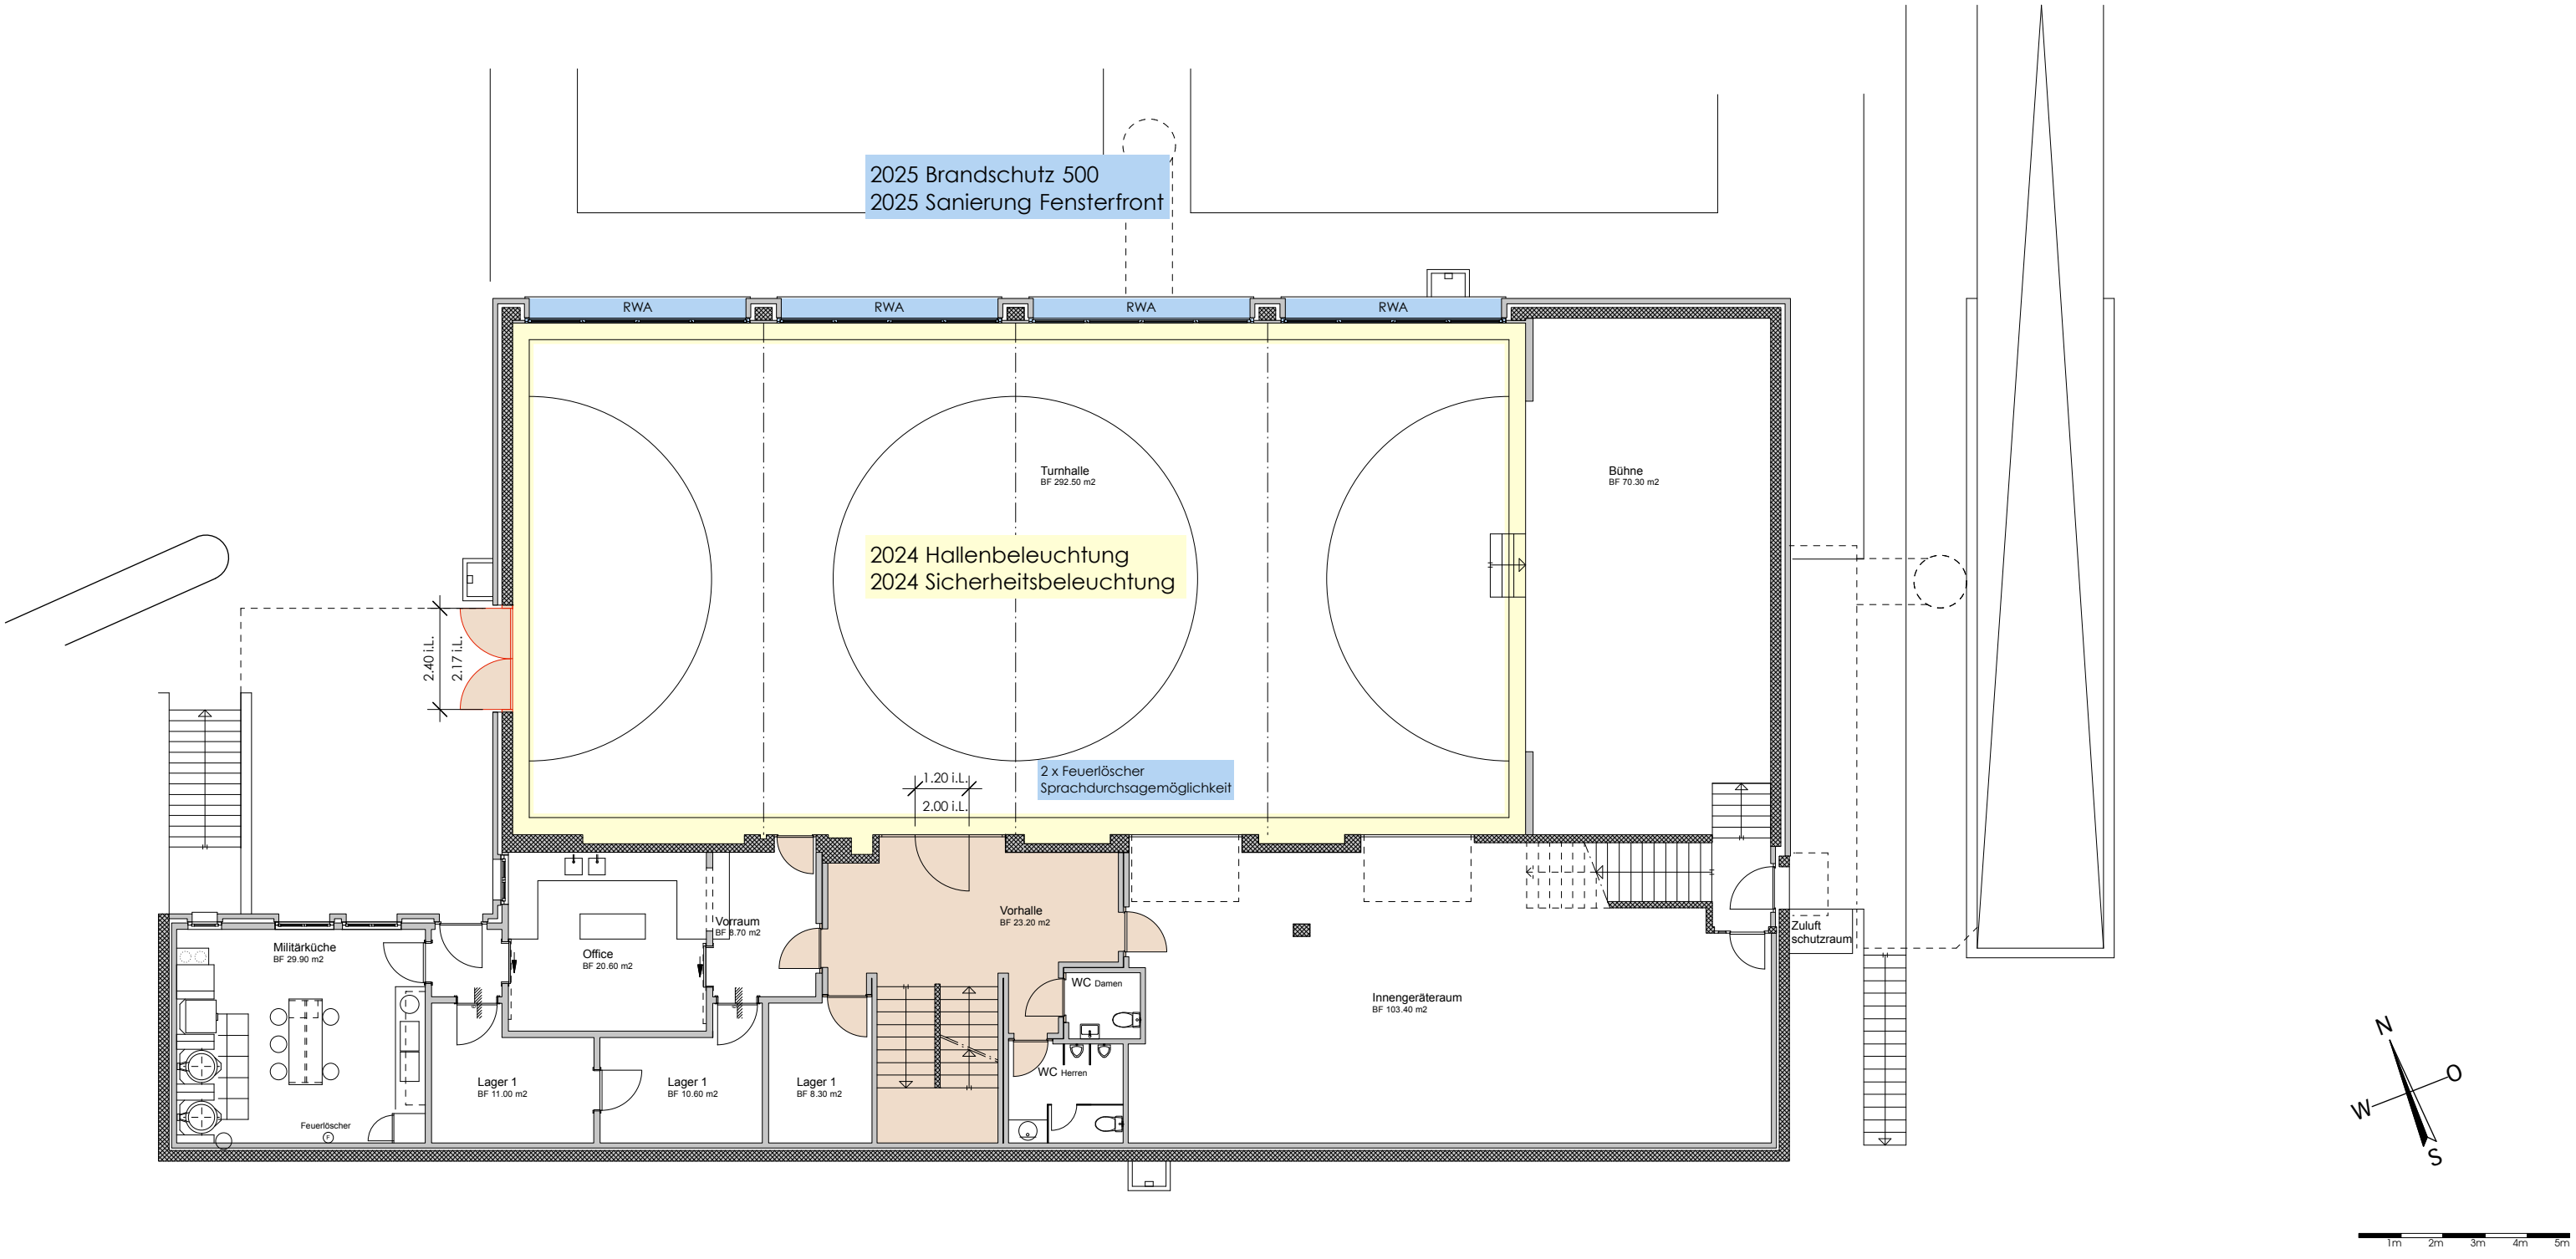 2025 Brandschutz 500
2025 Sanierung Fensterfront
RWA
RWA
RWA
RWA
Turnhalle
BF 292.50 m2
Bühne
BF 70.30 m2
2024 Hallenbeleuchtung
2024 Sicherheitsbeleuchtung
2.40 i.L.
2.17 i.L.
2 x Feuerlöscher
Sprachdurchsagemöglichkeit
1.20 i.L.
2.00 i.L.
Vorhalle
BF 23.20 m2
Vorraum
BF 8.70 m2
Zuluft
schutzraum
Militärküche
BF 29.90 m2
Office
BF 20.60 m2
WC Damen
Innengeräteraum
BF 103.40 m2
WC Herren
Lager 1
BF 11.00 m2
Lager 1
BF 10.60 m2
Lager 1
BF 8.30 m2
Feuerlöscher
F
N
O
W
S
1m 2m 3m 4m 5m